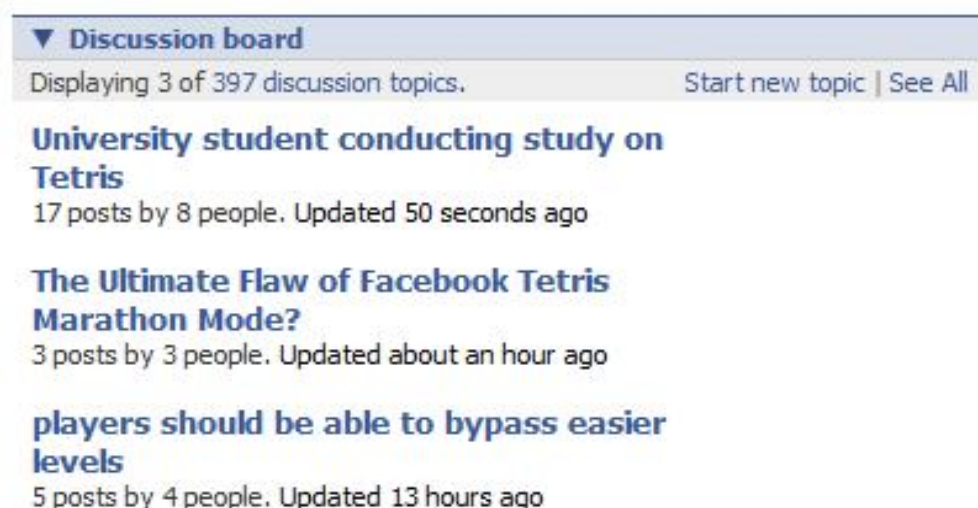 ▼ Discussion board
Displaying 3 of 397 discussion topics. Start new topic | See All
University student conducting study on
Tetris
17 posts by 8 people. Updated 50 seconds ago
The Ultimate Flaw of Facebook Tetris
Marathon Mode?
3 posts by 3 people. Updated about an hour ago
players should be able to bypass easier
levels
5 posts by 4 people. Updated 13 hours ago